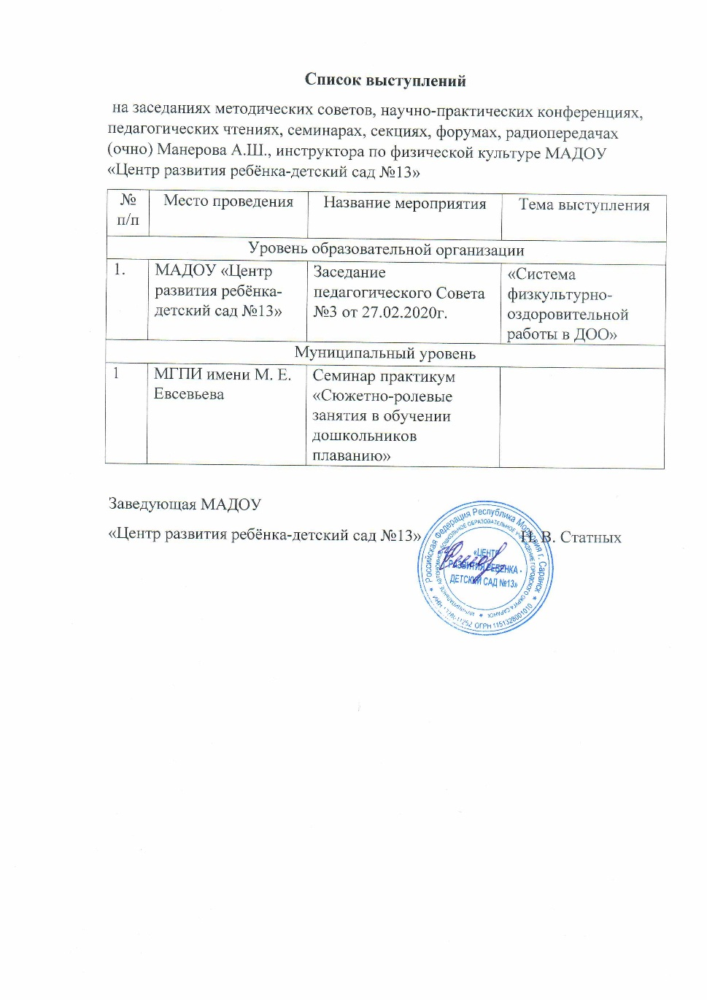 Список выступлений
на заседаниях методических советов, научно-практических конференциях,
педагогических чтениях, семинарах, секциях, форумах, радиопередачах
(очно) Манерова А.Ш., инструктора по физической культуре МАДОУ
«Центр развития ребёнка-детский сад №13»
№
п/п
Место проведения
Название мероприятия
Тема выступления
Уровень образовательной организации
1.
МАДОУ «Центр
развития ребёнка-
детский сад №13»
Заседание
педагогического Совета
№3 от 27.02.2020г.
«Система
физкультурно-
оздоровительной
работы в ДОО»
Муниципальный уровень
1
МГПИ имени М. Е.
Евсевьева
Семинар практикум
«Сюжетно-ролевые
занятия в обучении
дошкольников
плаванию»
Заведующая МАДОУ
«Центр развития ребёнка-детский сад №13»
Н. В. Статных
Российская Федерация Республика Мордовия г. Саранск
ОГРН 1151328001010
МУНИЦИПАЛЬНОЕ АВТОНОМНОЕ ДОШКОЛЬНОЕ ОБРАЗОВАТЕЛЬНОЕ УЧРЕЖДЕНИЕ ГОРОДСКОГО ОКРУГА САРАНСК
«ЦЕНТР
РАЗВИТИЯ РЕБЕНКА -
ДЕТСКИЙ САД №13»